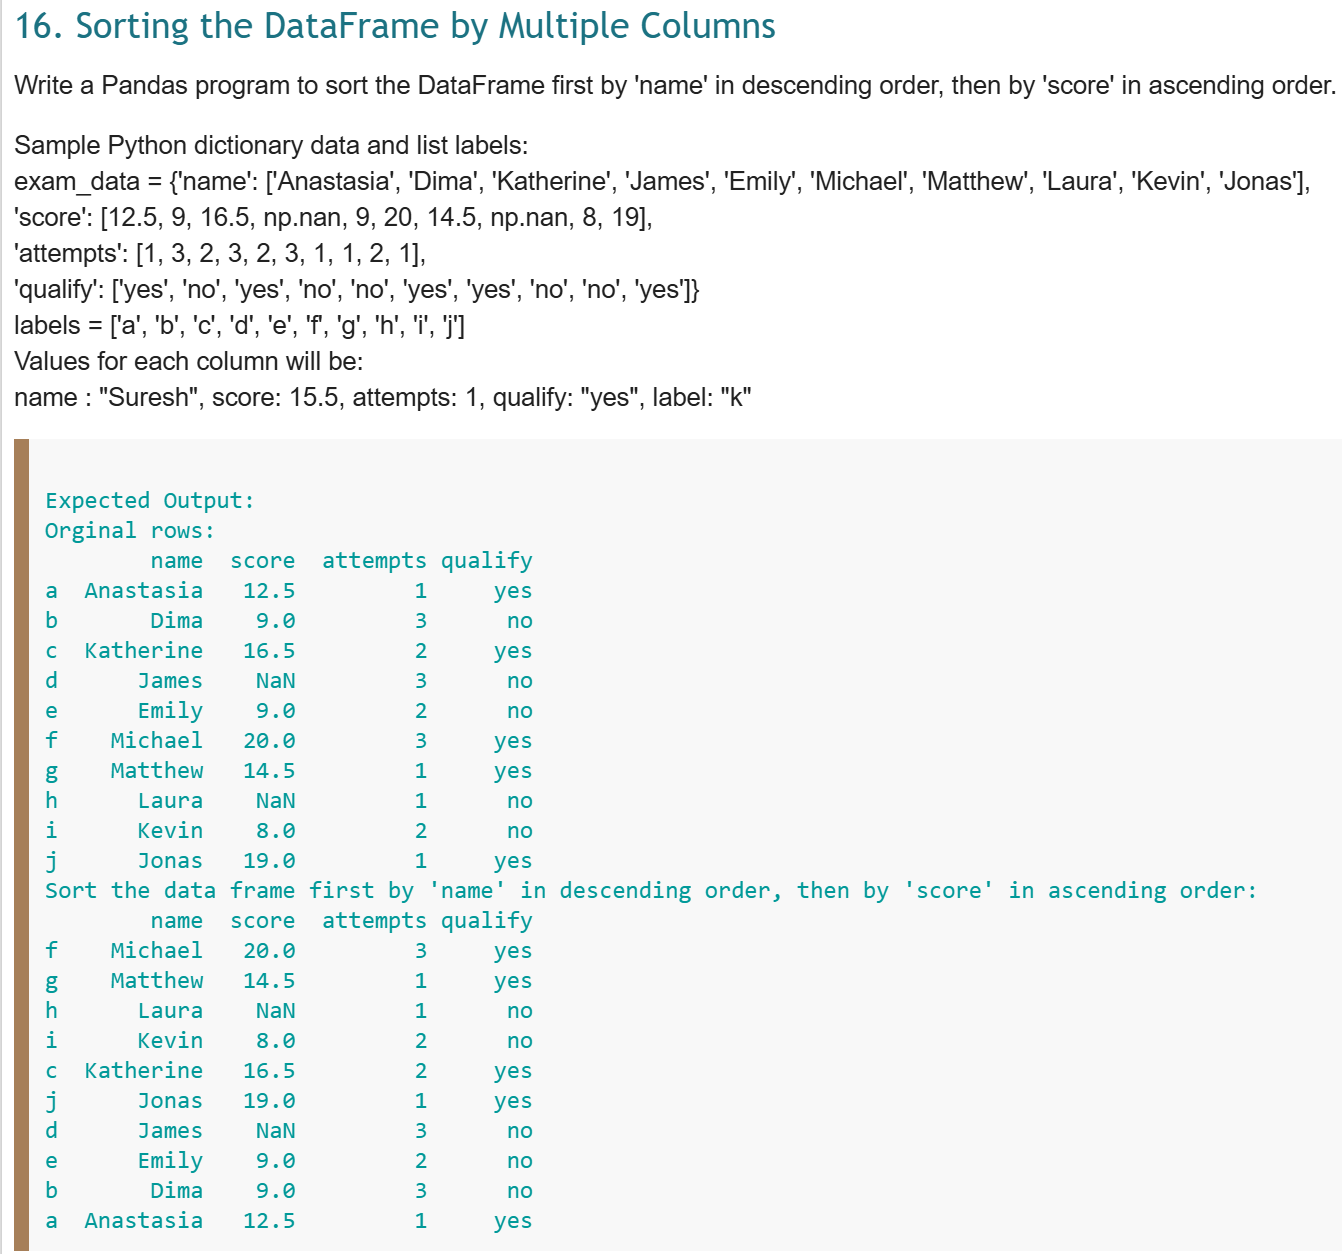 16. Sorting the DataFrame by Multiple Columns
Write a Pandas program to sort the DataFrame first by 'name' in descending order, then by 'score' in ascending order.
Sample Python dictionary data and list labels:
exam_data = {'name': ['Anastasia', 'Dima', 'Katherine', 'James', 'Emily', 'Michael', 'Matthew', 'Laura', 'Kevin', 'Jonas'],
'score': [12.5, 9, 16.5, np.nan, 9, 20, 14.5, np.nan, 8, 19],
'attempts': [1, 3, 2, 3, 2, 3, 1, 1, 2, 1],
'qualify': ['yes', 'no', 'yes', 'no', 'no', 'yes', 'yes', 'no', 'no', 'yes']}
labels = ['a', 'b', 'c', 'd', 'e', 'f', 'g', 'h', 'i', 'j']
Values for each column will be:
name : "Suresh", score: 15.5, attempts: 1, qualify: "yes", label: "k"
Expected Output:
Orginal rows:
        name  score  attempts qualify
a  Anastasia   12.5         1     yes
b       Dima    9.0         3      no
c  Katherine   16.5         2     yes
d      James    NaN         3      no
e      Emily    9.0         2      no
f    Michael   20.0         3     yes
g    Matthew   14.5         1     yes
h      Laura    NaN         1      no
i      Kevin    8.0         2      no
j      Jonas   19.0         1     yes
Sort the data frame first by 'name' in descending order, then by 'score' in ascending order:
        name  score  attempts qualify
f    Michael   20.0         3     yes
g    Matthew   14.5         1     yes
h      Laura    NaN         1      no
i      Kevin    8.0         2      no
c  Katherine   16.5         2     yes
j      Jonas   19.0         1     yes
d      James    NaN         3      no
e      Emily    9.0         2      no
b       Dima    9.0         3      no
a  Anastasia   12.5         1     yes